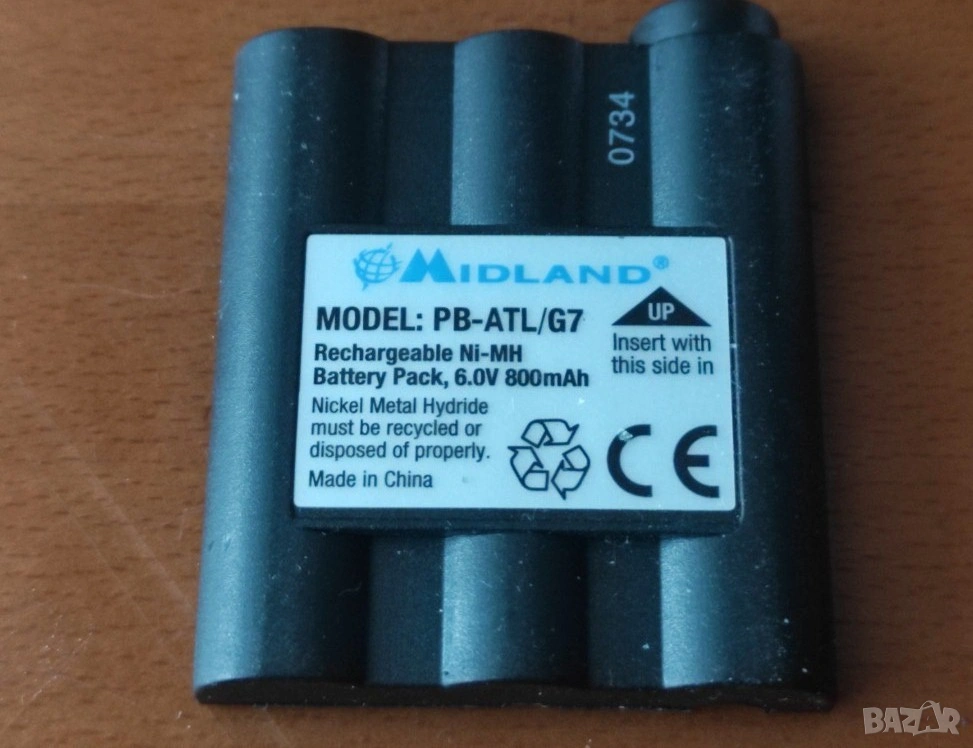 0734
MIDLAND®
MODEL: PB-ATL/G7
Rechargeable Ni-MH
Battery Pack, 6.0V 800mAh
Nickel Metal Hydride
must be recycled or
disposed of properly.
Made in China
UP
Insert with
this side in
CE
BAZAR